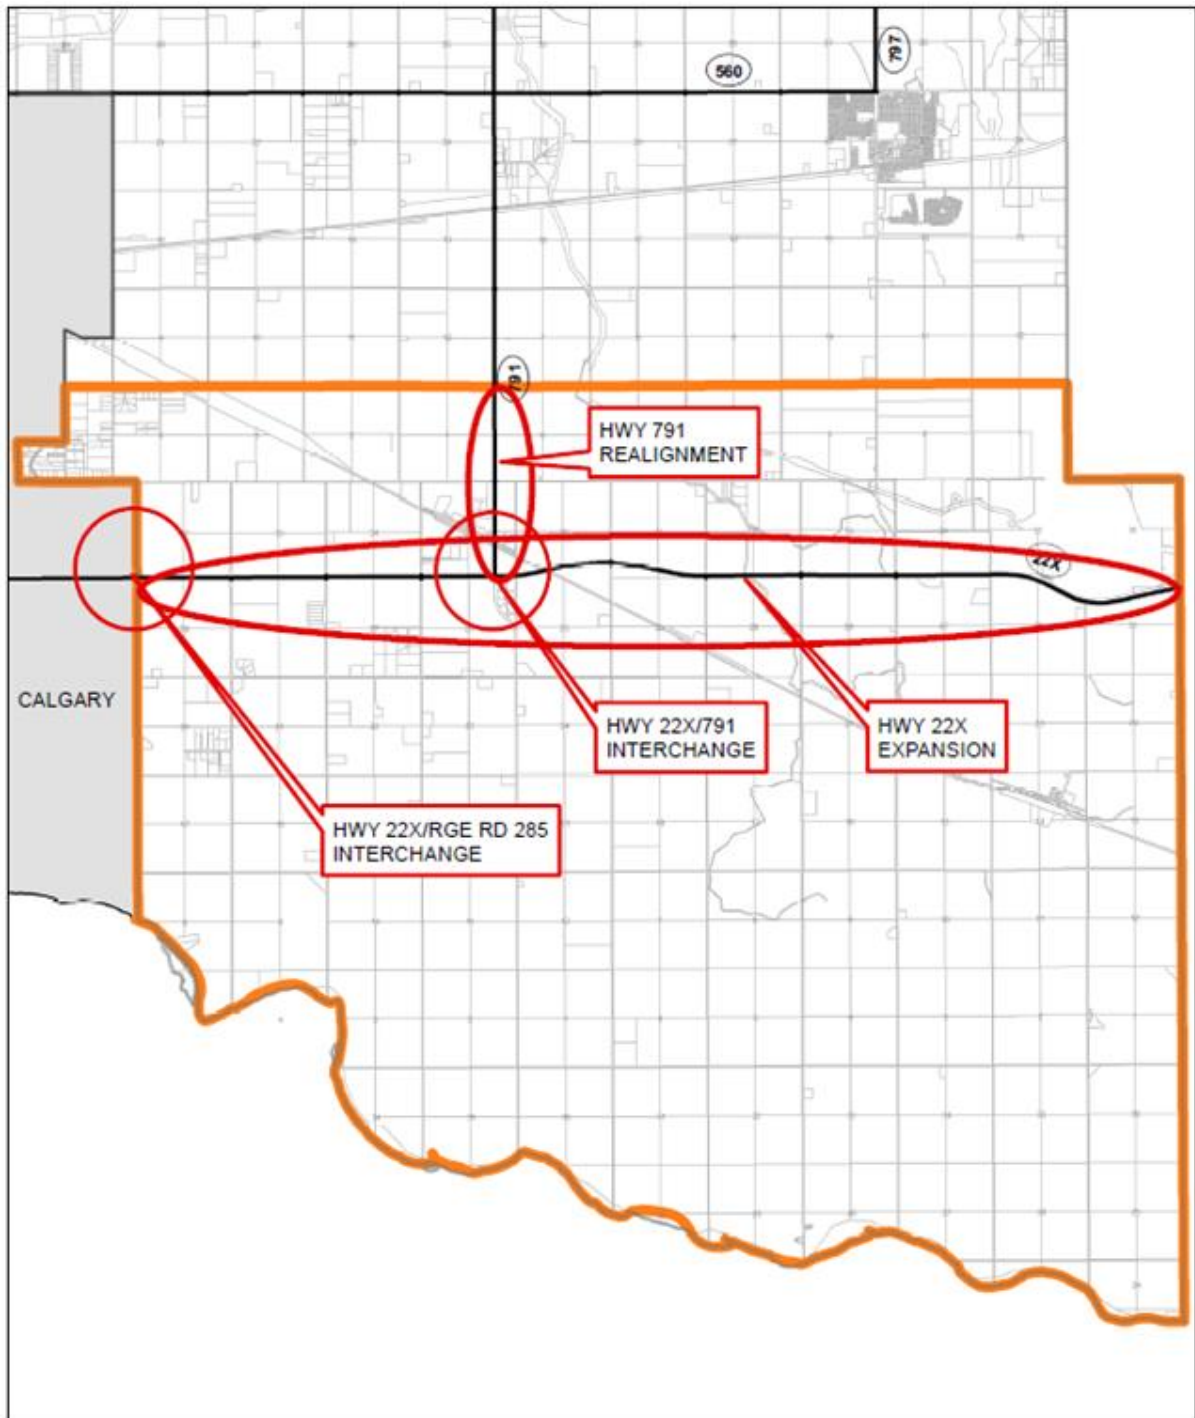 797
560
791
HWY 791
REALIGNMENT
22X
CALGARY
HWY 22X/791
INTERCHANGE
HWY 22X
EXPANSION
HWY 22X/RGE RD 285
INTERCHANGE